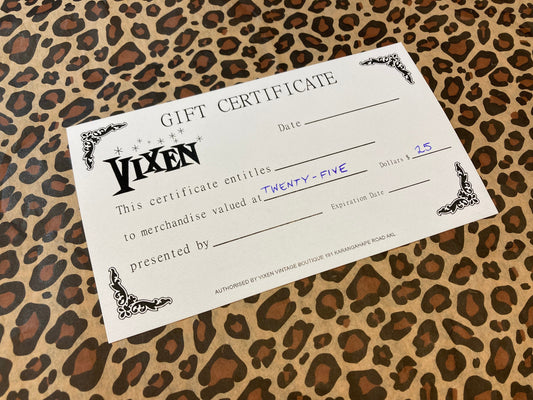 GIFT CERTIFICATE
VIXEN
Date
This certificate entitles
to merchandise valued at TWENTY-FIVE Dollars $ 25
presented by Expiration Date
AUTHORISED BY VIXEN VINTAGE BOUTIQUE 191 KARANGAHAPE ROAD AKL